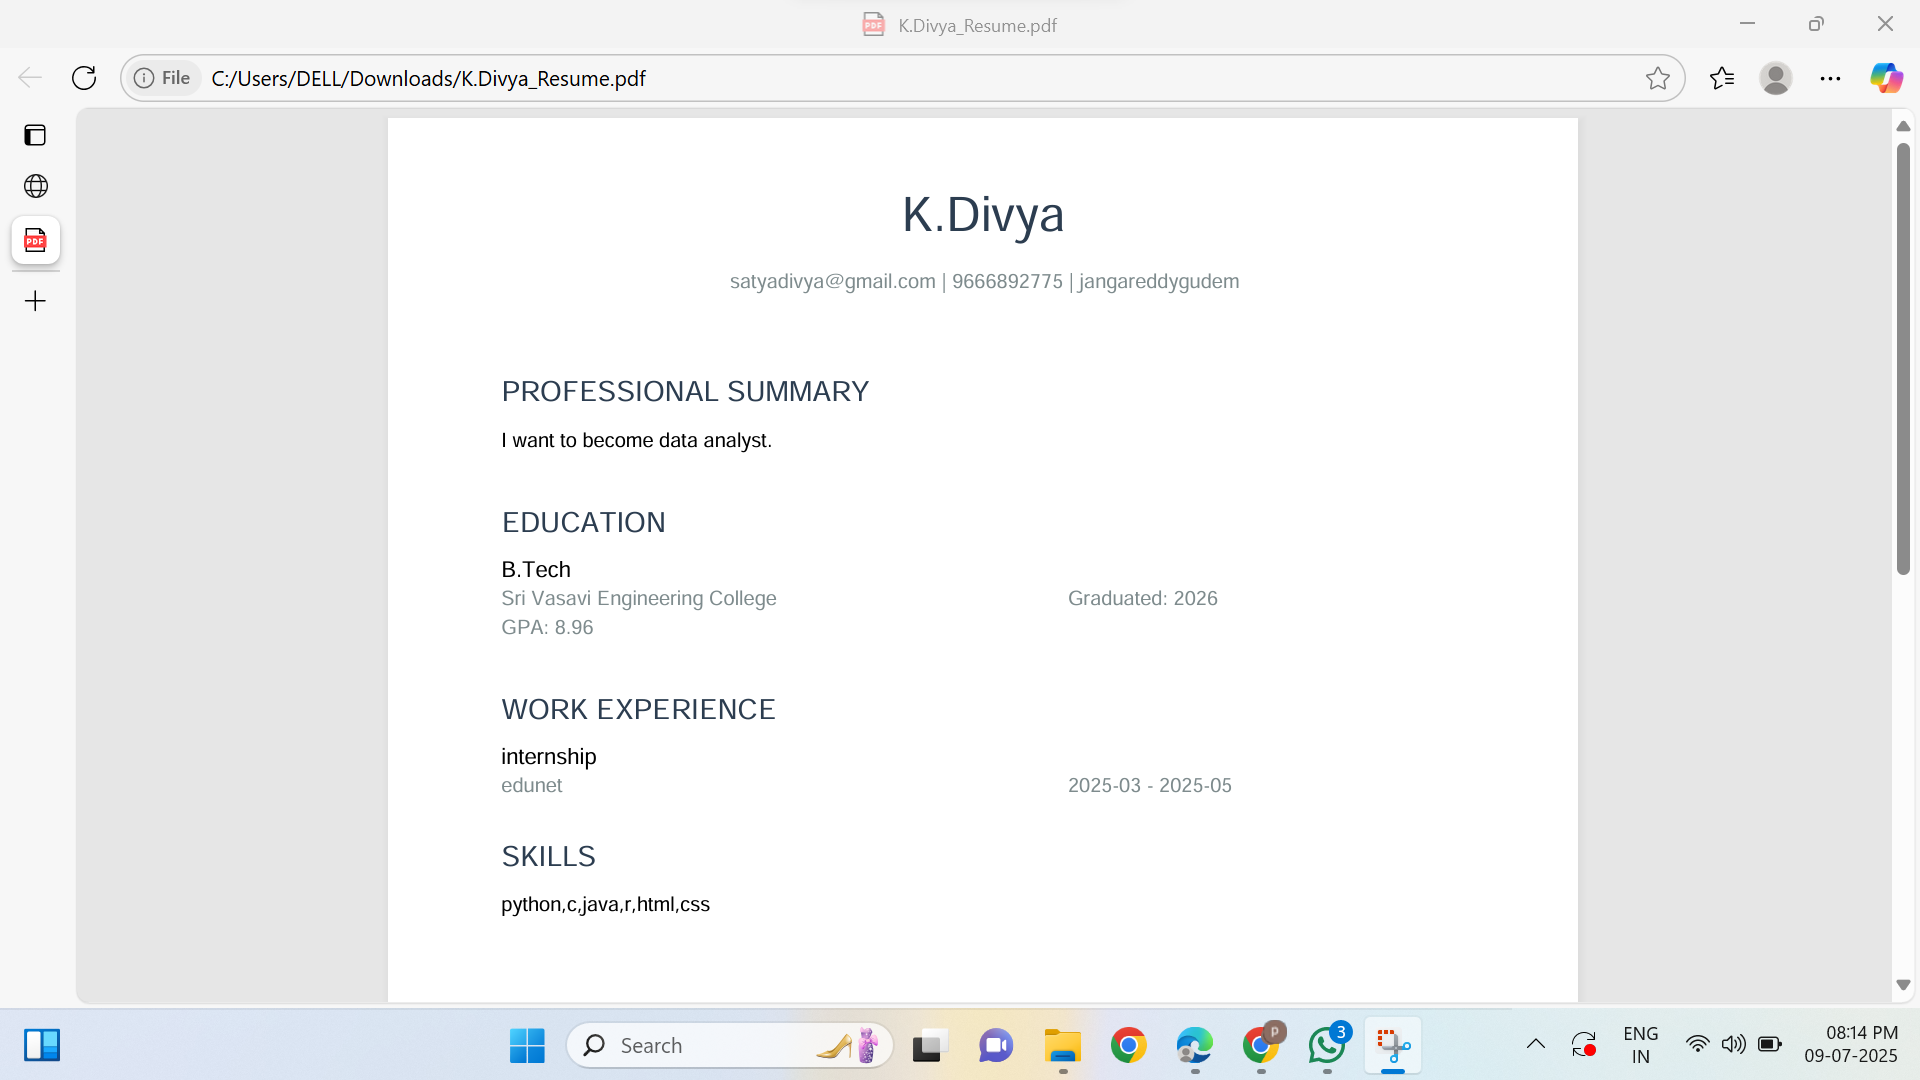 K.Divya_Resume.pdf
File C:/Users/DELL/Downloads/K.Divya_Resume.pdf
PDF
K.Divya
satyadivya@gmail.com | 9666892775 | jangareddygudem
PROFESSIONAL SUMMARY
I want to become data analyst.
EDUCATION
B.Tech
Sri Vasavi Engineering College Graduated: 2026
GPA: 8.96
WORK EXPERIENCE
internship
edunet 2025-03 - 2025-05
SKILLS
python,c,java,r,html,css
Search
P
3
ENG
IN
08:14 PM
09-07-2025